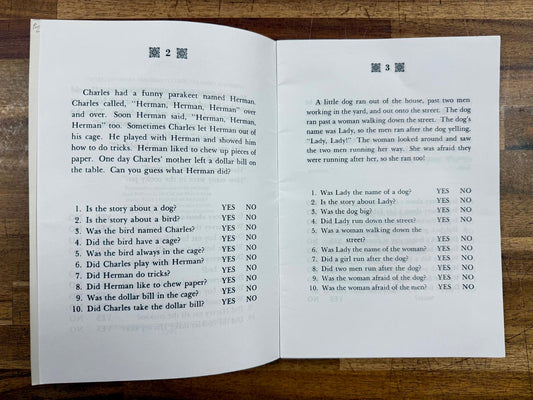 2
Charles had a funny parakeet named Herman.
Charles called, "Herman, Herman, Herman" over
and over. Soon Herman said, "Herman, Herman,
Herman" too. Sometimes Charles let Herman out of
his cage. He played with Herman and showed him
how to do tricks. Herman liked to chew up pieces of
paper. One day Charles' mother left a dollar bill on
the table. Can you guess what Herman did?
1. Is the story about a dog? YES NO
2. Is the story about a bird? YES NO
3. Was the bird named Charles? YES NO
4. Did the bird have a cage? YES NO
5. Was the bird always in the cage? YES NO
6. Did Charles play with Herman? YES NO
7. Did Herman do tricks? YES NO
8. Did Herman like to chew paper? YES NO
9. Was the dollar bill in the cage? YES NO
10. Did Charles take the dollar bill? YES NO
3
A little dog ran out of the house, past two men
working in the yard, and out onto the street. The dog
ran past a woman walking down the street. The dog's
name was Lady, so the men ran after the dog yelling,
"Lady, Lady!" The woman looked around and saw
the two men running her way. She was afraid they
were running after her, so she ran too!
1. Was Lady the name of a dog? YES NO
2. Is the story about Lady? YES NO
3. Was the dog big? YES NO
4. Did Lady run down the street? YES NO
5. Was a woman walking down the
street? YES NO
6. Was Lady the name of the woman? YES NO
7. Did a girl run after the dog? YES NO
8. Did two men run after the dog? YES NO
9. Was the woman afraid of the dog? YES NO
10. Was the woman afraid of the men? YES NO